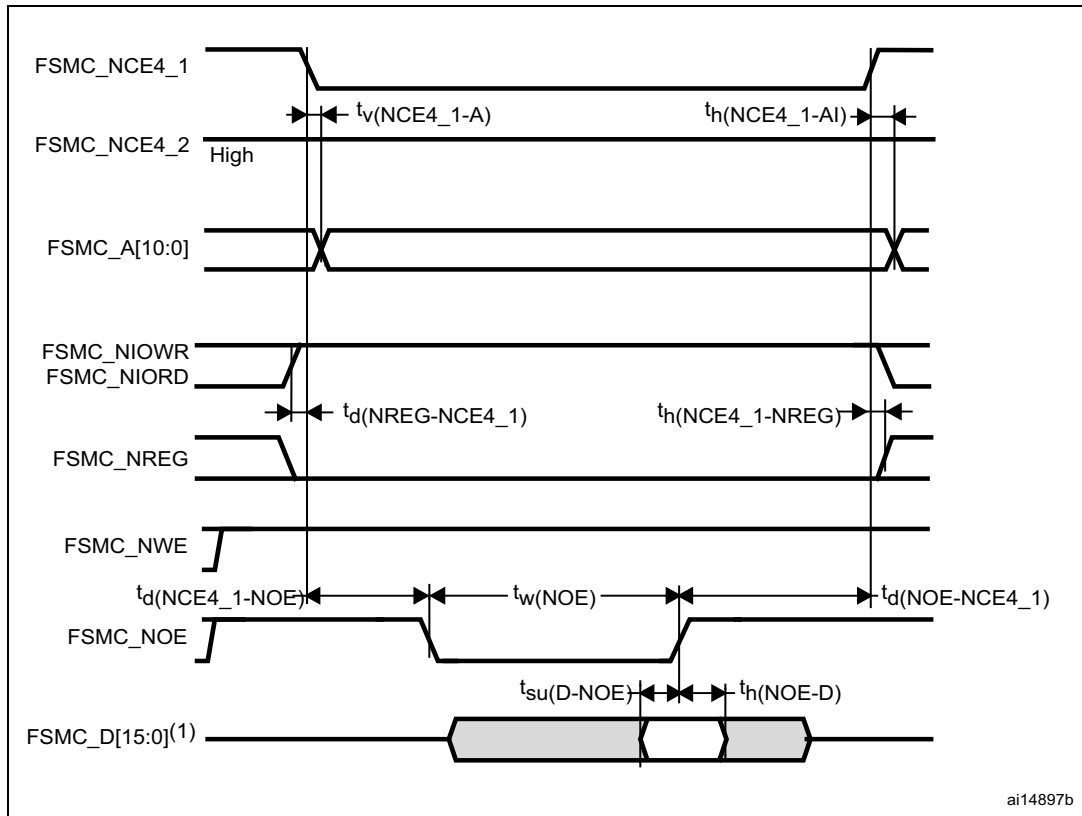 FSMC_NCE4_1
tv(NCE4_1-A)
th(NCE4_1-AI)
FSMC_NCE4_2
High
FSMC_A[10:0]
FSMC_NIOWR
FSMC_NIORD
td(NREG-NCE4_1)
th(NCE4_1-NREG)
FSMC_NREG
FSMC_NWE
td(NCE4_1-NOE)
tw(NOE)
td(NOE-NCE4_1)
FSMC_NOE
tsu(D-NOE)
th(NOE-D)
FSMC_D[15:0](1)
ai14897b